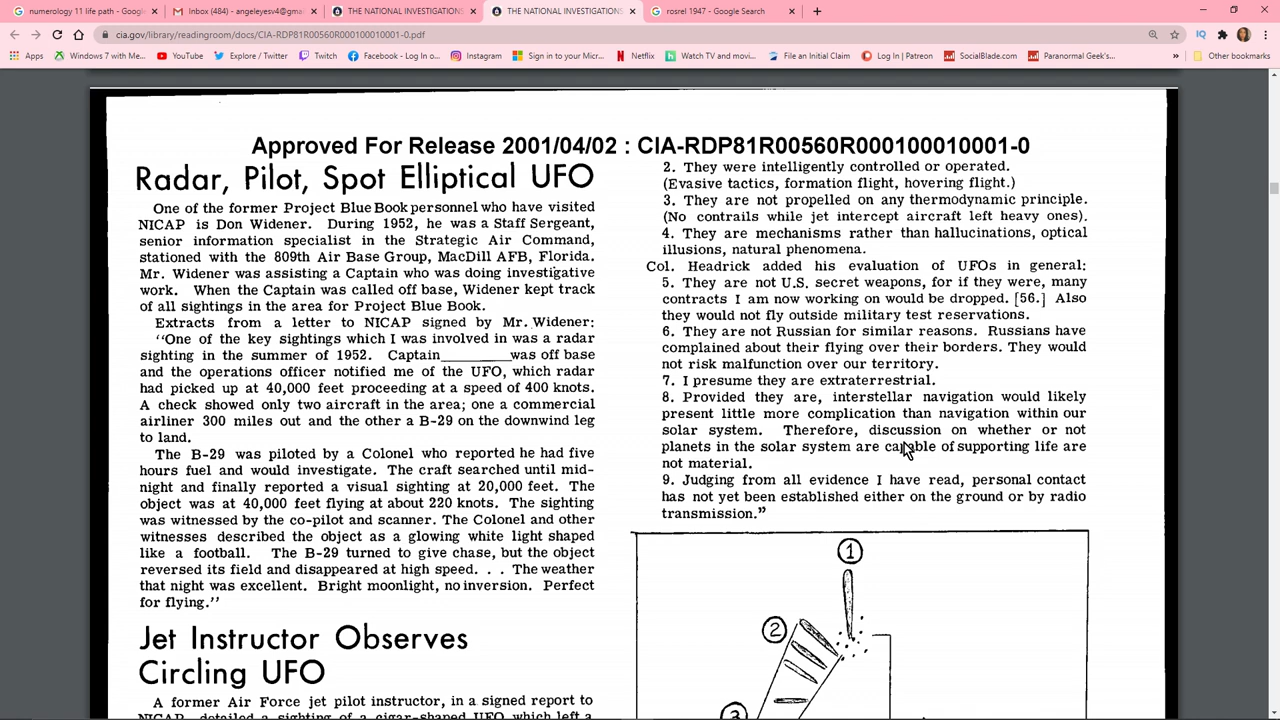 numerology 11 life path - Googl
Inbox (484) - angeleyesv4@gma
THE NATIONAL INVESTIGATIONS
THE NATIONAL INVESTIGATIONS
rosrel 1947 - Google Search
cia.gov/library/readingroom/docs/CIA-RDP81R00560R000100010001-0.pdf
Apps
Windows 7 with Me...
YouTube
Explore / Twitter
Twitch
Facebook - Log In o...
Instagram
Sign in to your Micr...
Netflix
Watch TV and movi...
File an Initial Claim
Log In | Patreon
SocialBlade.com
Paranormal Geek's...
Other bookmarks
Approved For Release 2001/04/02 : CIA-RDP81R00560R000100010001-0
Radar, Pilot, Spot Elliptical UFO
One of the former Project Blue Book personnel who have visited
NICAP is Don Widener. During 1952, he was a Staff Sergeant,
senior information specialist in the Strategic Air Command,
stationed with the 809th Air Base Group, MacDill AFB, Florida.
Mr. Widener was assisting a Captain who was doing investigative
work. When the Captain was called off base, Widener kept track
of all sightings in the area for Project Blue Book.
Extracts from a letter to NICAP signed by Mr. Widener:
"One of the key sightings which I was involved in was a radar
sighting in the summer of 1952. Captain_________was off base
and the operations officer notified me of the UFO, which radar
had picked up at 40,000 feet proceeding at a speed of 400 knots.
A check showed only two aircraft in the area; one a commercial
airliner 300 miles out and the other a B-29 on the downwind leg
to land.
The B-29 was piloted by a Colonel who reported he had five
hours fuel and would investigate. The craft searched until mid-
night and finally reported a visual sighting at 20,000 feet. The
object was at 40,000 feet flying at about 220 knots. The sighting
was witnessed by the co-pilot and scanner. The Colonel and other
witnesses described the object as a glowing white light shaped
like a football. The B-29 turned to give chase, but the object
reversed its field and disappeared at high speed. . . The weather
that night was excellent. Bright moonlight, no inversion. Perfect
for flying."
Jet Instructor Observes
Circling UFO
A former Air Force jet pilot instructor, in a signed report to
NICAP, detailed a sighting of a cigar-shaped UFO which left a
2. They were intelligently controlled or operated.
(Evasive tactics, formation flight, hovering flight.)
3. They are not propelled on any thermodynamic principle.
(No contrails while jet intercept aircraft left heavy ones).
4. They are mechanisms rather than hallucinations, optical
illusions, natural phenomena.
Col. Headrick added his evaluation of UFOs in general:
5. They are not U.S. secret weapons, for if they were, many
contracts I am now working on would be dropped. [56.] Also
they would not fly outside military test reservations.
6. They are not Russian for similar reasons. Russians have
complained about their flying over their borders. They would
not risk malfunction over our territory.
7. I presume they are extraterrestrial.
8. Provided they are, interstellar navigation would likely
present little more complication than navigation within our
solar system. Therefore, discussion on whether or not
planets in the solar system are capable of supporting life are
not material.
9. Judging from all evidence I have read, personal contact
has not yet been established either on the ground or by radio
transmission."
1
2
3